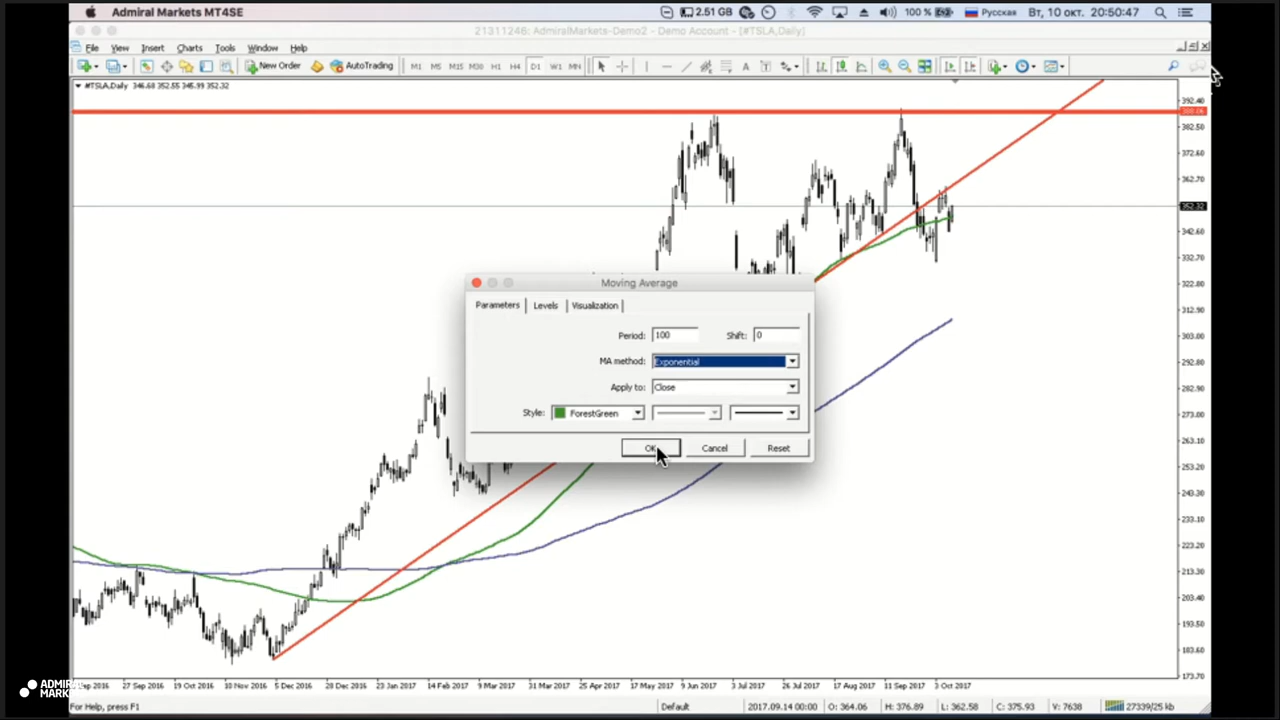 Admiral Markets MT4SE 2.51 GB 100 % Русская Вт, 10 окт. 20:50:47
21311246: AdmiralMarkets-Demo2 - Demo Account - [#TSLA,Daily]
File View Insert Charts Tools Window Help
New Order AutoTrading M1 M5 M15 M30 H1 H4 D1 W1 MN A T
#TSLA,Daily 346.60 352.55 345.99 352.32
392.40
382.50
372.60
362.70
352.32
342.60
332.70
322.80
312.90
303.00
292.80
282.90
273.00
263.10
253.20
243.30
233.10
223.20
213.30
203.40
193.50
183.60
173.70
Moving Average
Parameters Levels Visualization
Period: 100 Shift: 0
MA method: Exponential
Apply to: Close
Style: ForestGreen
OK Cancel Reset
Sep 2016 27 Sep 2016 19 Oct 2016 10 Nov 2016 5 Dec 2016 28 Dec 2016 23 Jan 2017 14 Feb 2017 9 Mar 2017 31 Mar 2017 25 Apr 2017 17 May 2017 9 Jun 2017 3 Jul 2017 26 Jul 2017 17 Aug 2017 11 Sep 2017 3 Oct 2017
ADMIRAL
MARK
For Help, press F1 Default 2017.09.14 00:00 O: 364.06 H: 376.89 L: 362.58 C: 375.93 V: 7638 27339/25 kb